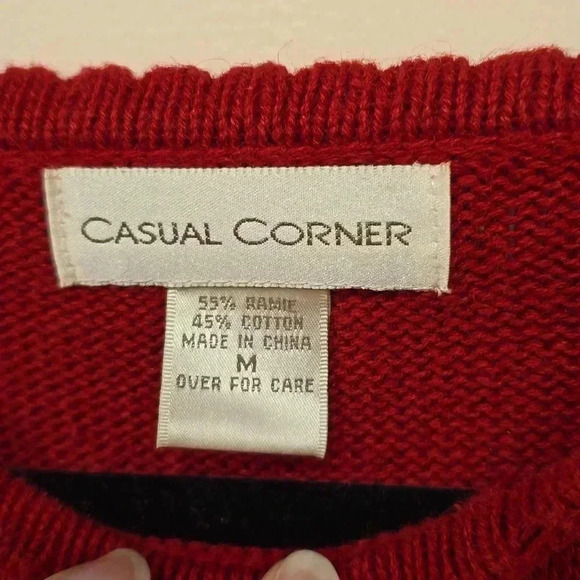 CASUAL CORNER
55% RAMIE
45% COTTON
MADE IN CHINA
M
OVER FOR CARE